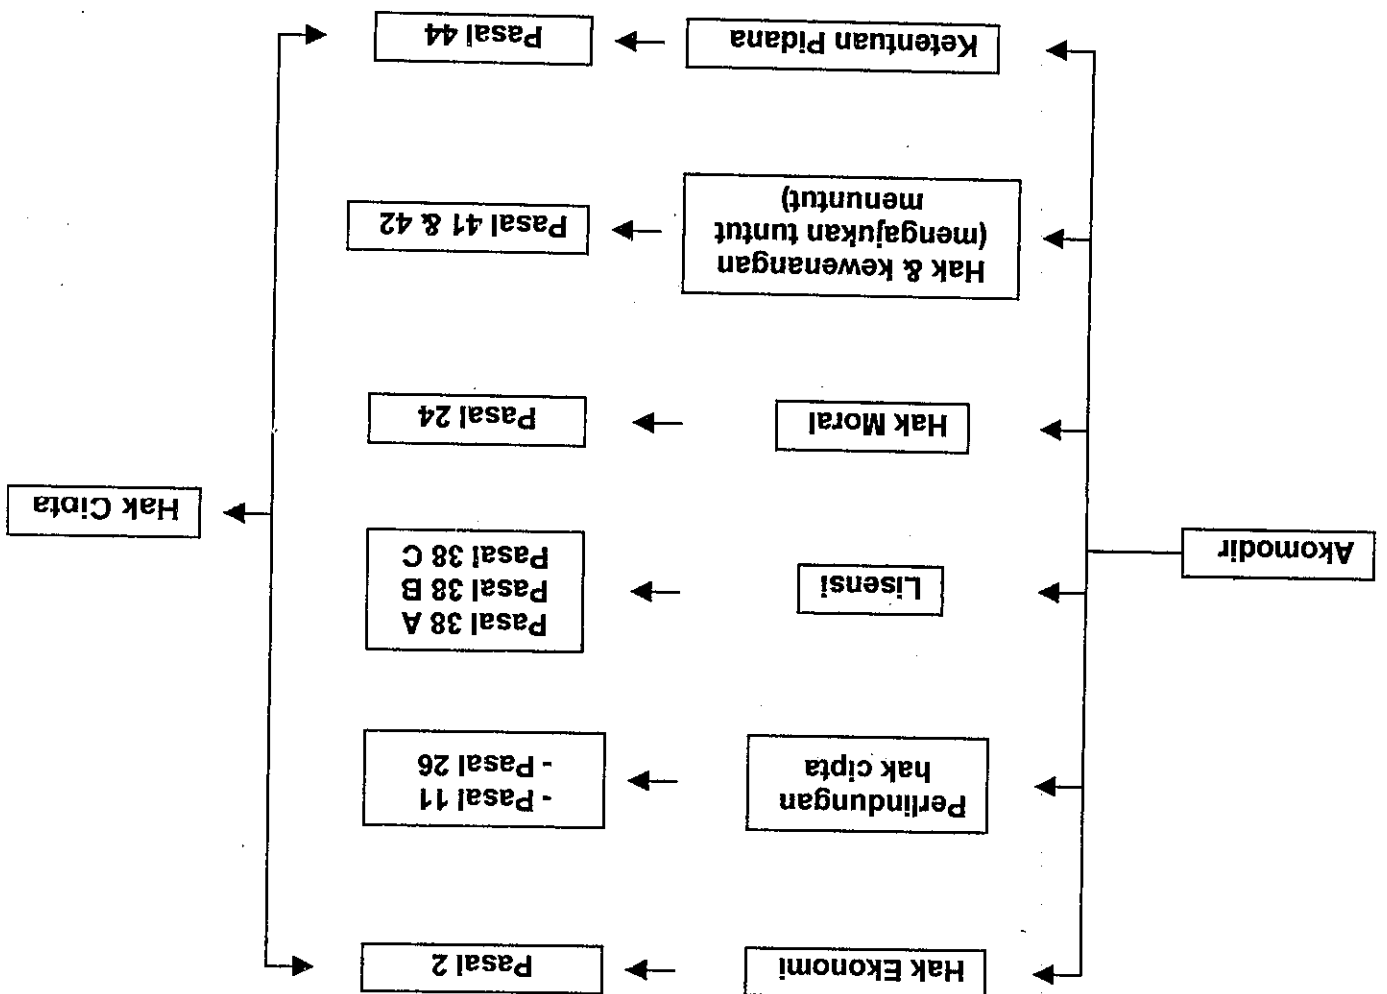 Akomodir
Hak Ekonomi
Pasal 2
Perlindungan
hak cipta
- Pasal 11
- Pasal 26
Lisensi
Pasal 38 A
Pasal 38 B
Pasal 38 C
Hak Cipta
Hak Moral
Pasal 24
Hak & kewenangan
(mengajukan tuntut
menuntut)
Pasal 41 & 42
Ketentuan Pidana
Pasal 44